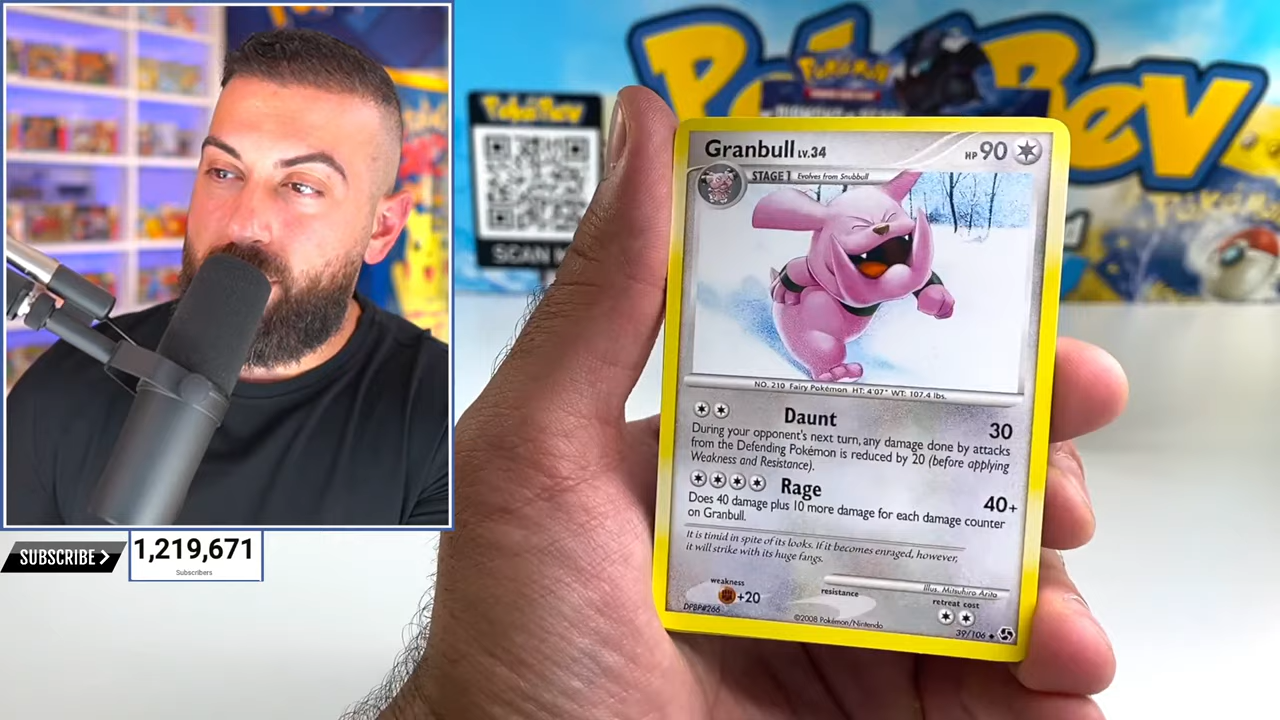 PokéRev
PokéRev
SCAN
Pokémon
SUBSCRIBE >
1,219,671
Subscribers
Granbull LV.34
HP 90
STAGE 1 Evolves from Snubbull
NO. 210 Fairy Pokémon HT: 4'07" WT: 107.4 lbs.
Daunt 30
During your opponent's next turn, any damage done by attacks
from the Defending Pokémon is reduced by 20 (before applying
Weakness and Resistance).
Rage 40+
Does 40 damage plus 10 more damage for each damage counter
on Granbull.
It is timid in spite of its looks. If it becomes enraged, however,
it will strike with its huge fangs.
Illus. Mitsuhiro Arita
weakness
+20
resistance
retreat cost
DPBP#266
©2008 Pokémon/Nintendo
39/106